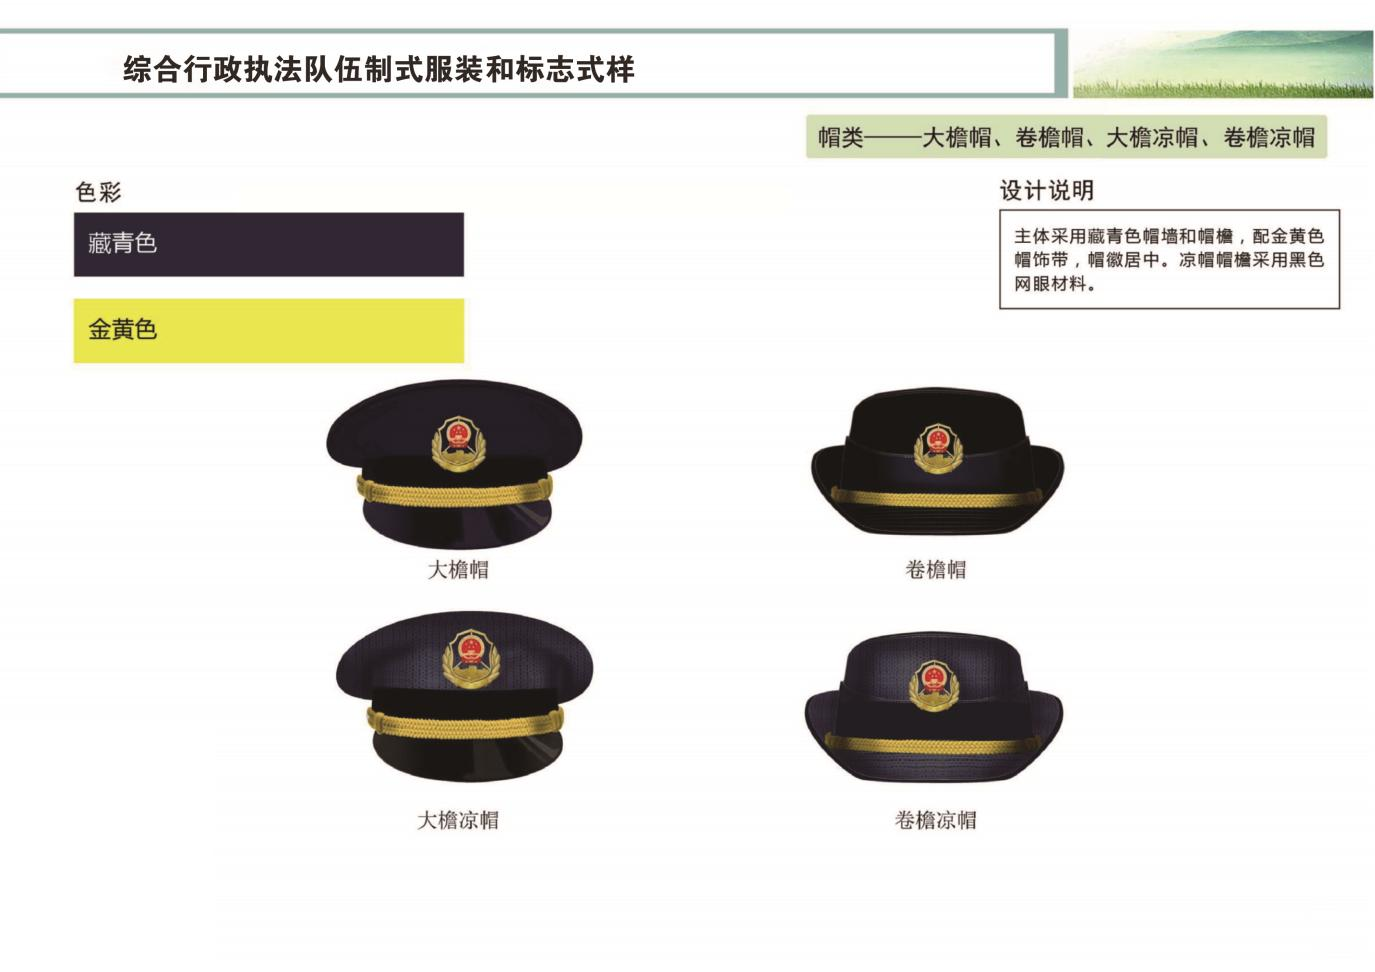 综合行政执法队伍制式服装和标志式样
帽类——大檐帽、卷檐帽、大檐凉帽、卷檐凉帽
色彩
藏青色
金黄色
设计说明
主体采用藏青色帽墙和帽檐，配金黄色
帽饰带，帽徽居中。凉帽帽檐采用黑色
网眼材料。
大檐帽
卷檐帽
大檐凉帽
卷檐凉帽